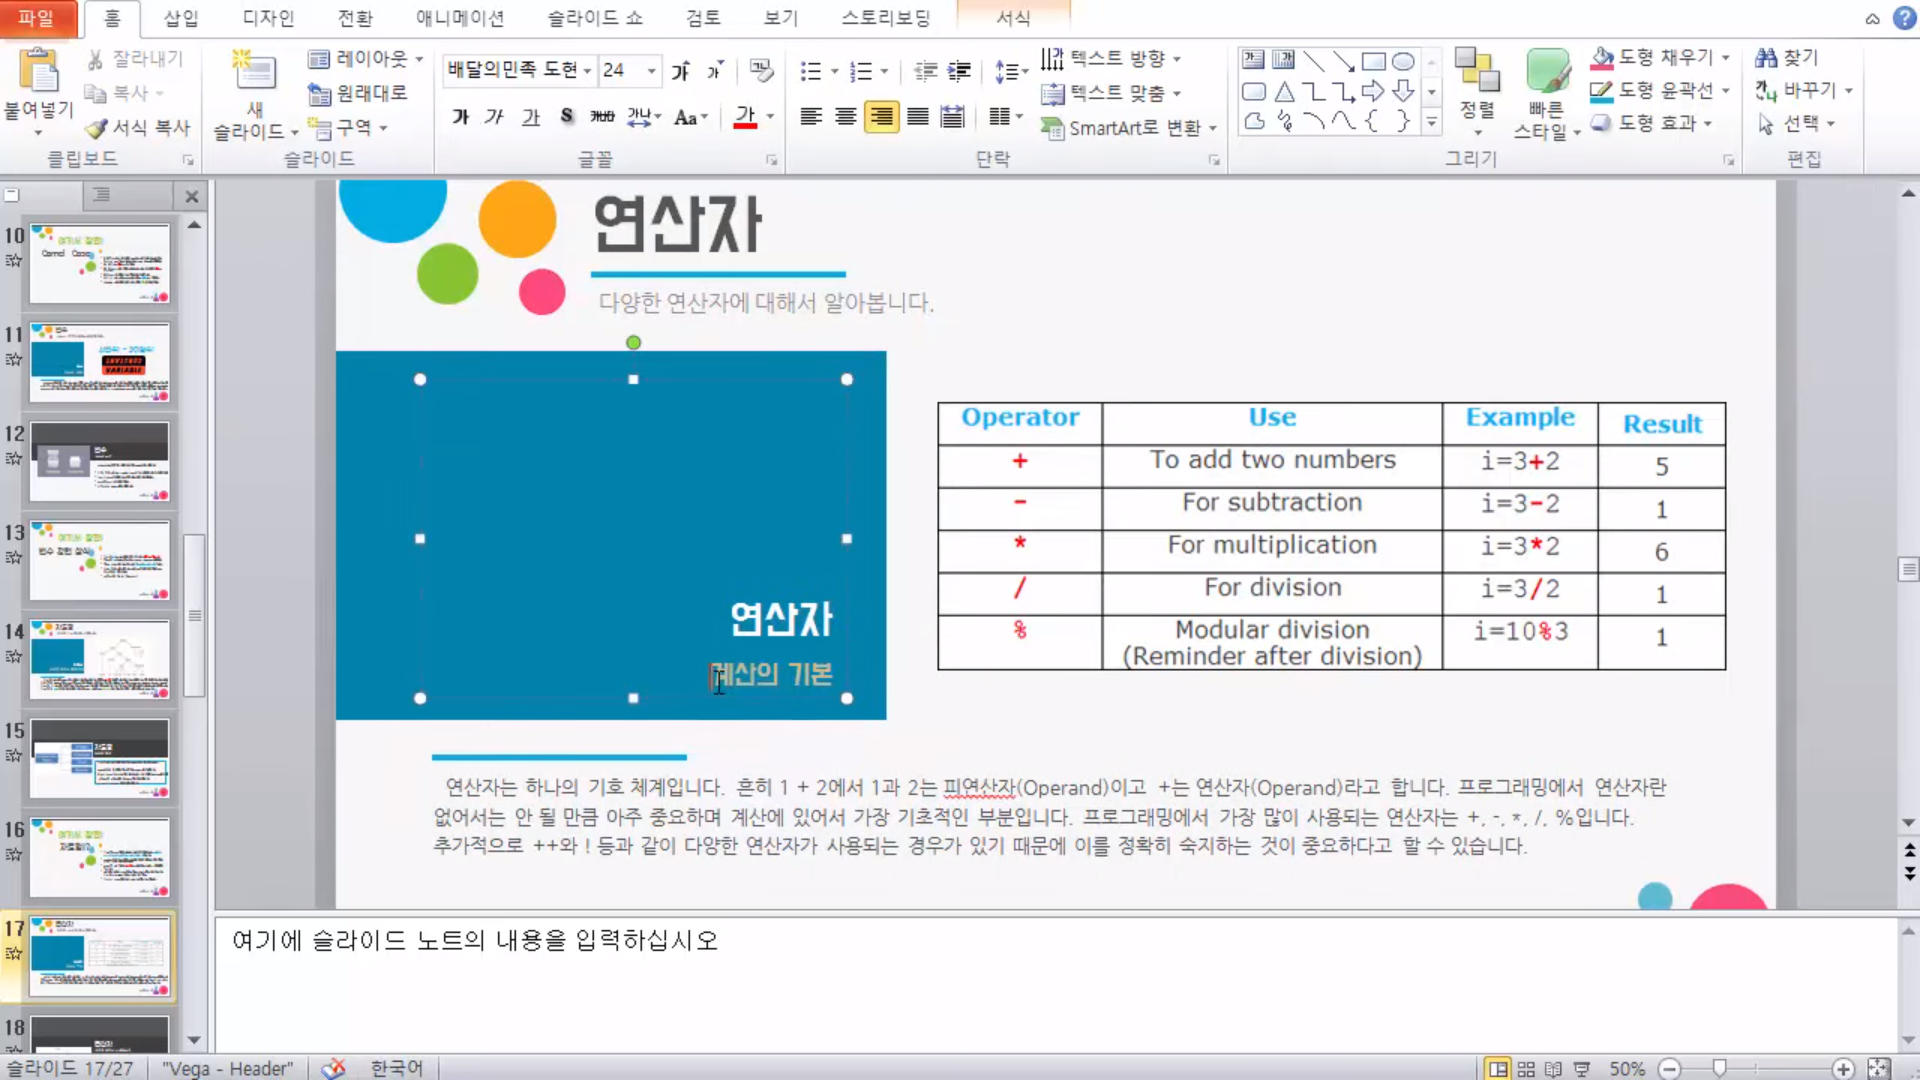 파일 홈 삽입 디자인 전환 애니메이션 슬라이드 쇼 검토 보기 스토리보딩 서식
붙여넣기
잘라내기
복사
서식 복사
클립보드
새
슬라이드
레이아웃
원래대로
구역
슬라이드
배달의민족 도현 24
가 가 가 S 가나 Aa 가
글꼴
텍스트 방향
텍스트 맞춤
SmartArt로 변환
단락
정렬
빠른
스타일
도형 채우기
도형 윤곽선
도형 효과
그리기
찾기
바꾸기
선택
편집
10
11
12
13
14
15
16
17
18
연산자
다양한 연산자에 대해서 알아봅니다.
연산자
계산의 기본
Operator Use Example Result
+ To add two numbers i=3+2 5
- For subtraction i=3-2 1
* For multiplication i=3*2 6
/ For division i=3/2 1
% Modular division i=10%3 1
(Reminder after division)
연산자는 하나의 기호 체계입니다. 흔히 1 + 2에서 1과 2는 피연산자(Operand)이고 +는 연산자(Operand)라고 합니다. 프로그래밍에서 연산자란
없어서는 안 될 만큼 아주 중요하며 계산에 있어서 가장 기초적인 부분입니다. 프로그래밍에서 가장 많이 사용되는 연산자는 +, -, *, /, %입니다.
추가적으로 ++와 ! 등과 같이 다양한 연산자가 사용되는 경우가 있기 때문에 이를 정확히 숙지하는 것이 중요하다고 할 수 있습니다.
여기에 슬라이드 노트의 내용을 입력하십시오
슬라이드 17/27 "Vega - Header" 한국어 50%